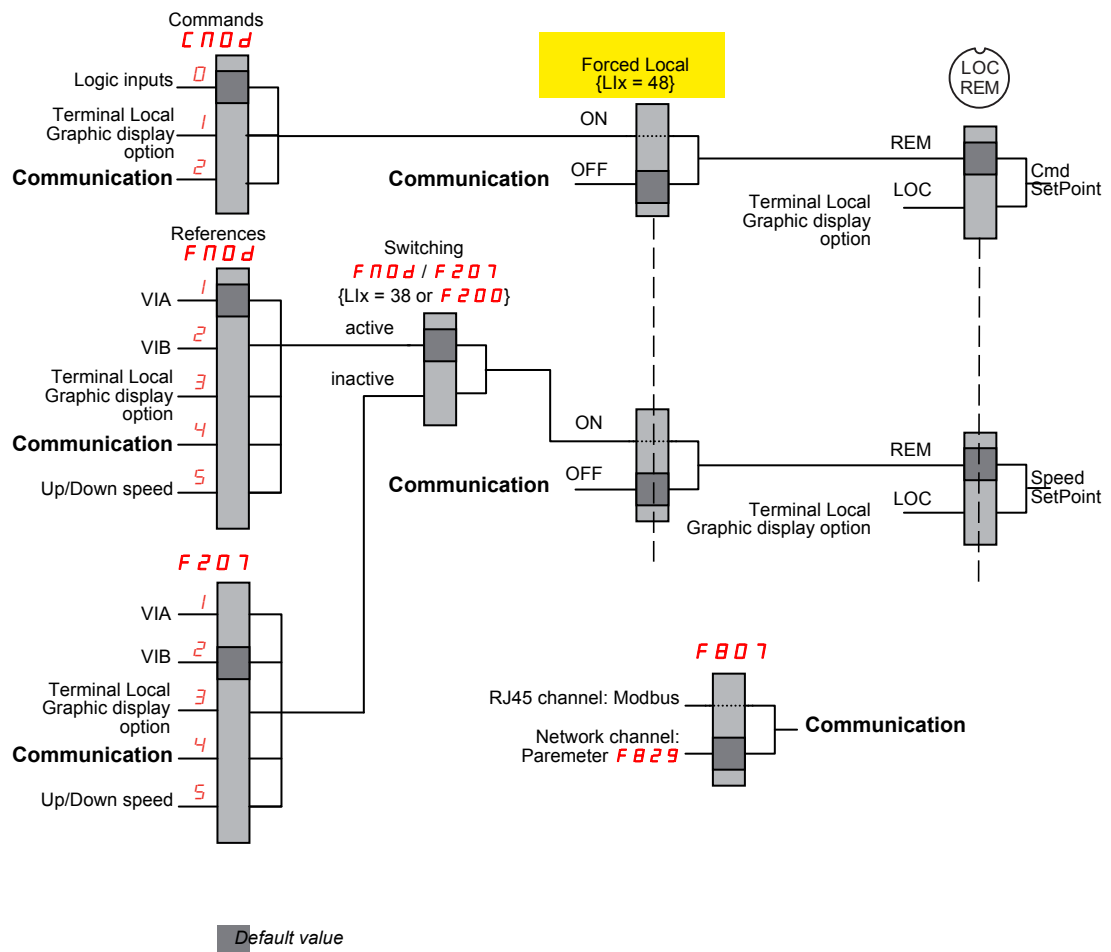 Commands
CMOd
Logic inputs 0
Terminal Local
Graphic display
option
1
Communication 2
Forced Local
{LIx = 48}
ON
Communication OFF
LOC
REM
REM
Terminal Local
Graphic display
option
LOC
Cmd
SetPoint
References
FMOd
VIA 1
VIB 2
Terminal Local
Graphic display
option
3
Communication 4
Up/Down speed 5
Switching
FMOd / F207
{LIx = 38 or F200}
active
inactive
ON
Communication OFF
REM
Terminal Local
Graphic display option
LOC
Speed
SetPoint
F207
VIA 1
VIB 2
Terminal Local
Graphic display
option
3
Communication 4
Up/Down speed 5
F807
RJ45 channel: Modbus
Network channel:
Paremeter F829
Communication
Default value